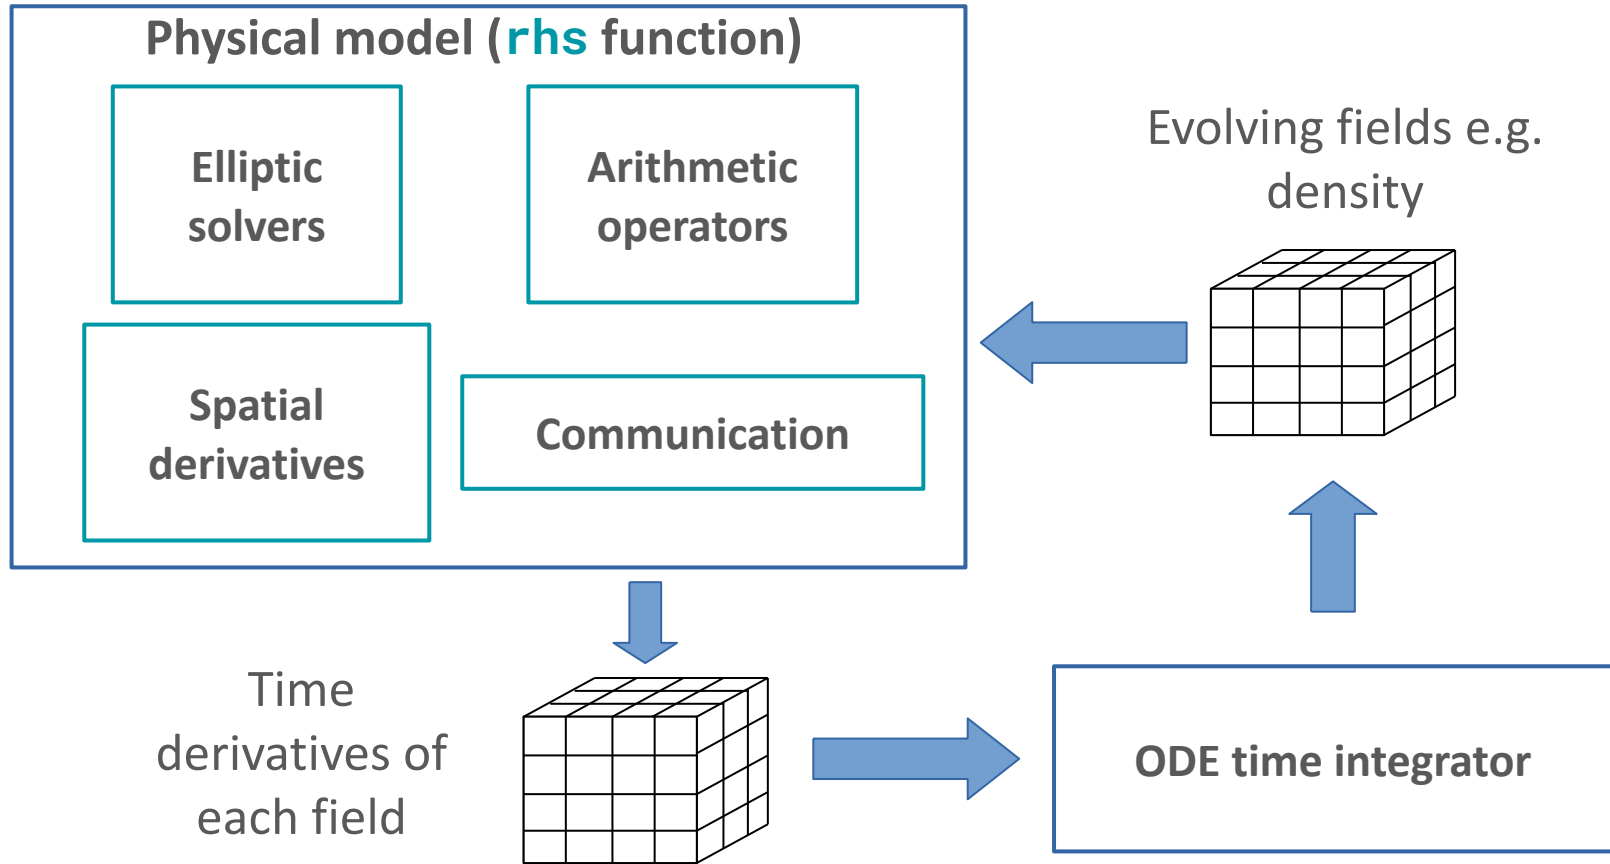 Physical model (rhs function)
Elliptic
solvers
Arithmetic
operators
Spatial
derivatives
Communication
Evolving fields e.g.
density
Time
derivatives of
each field
ODE time integrator